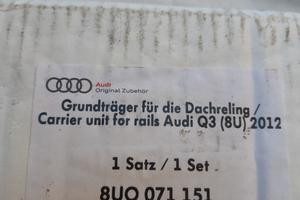 Audi
Original Zubehör
Grundträger für die Dachreling /
Carrier unit for rails Audi Q3 (8U) 2012
1 Satz / 1 Set
8U0 071 151